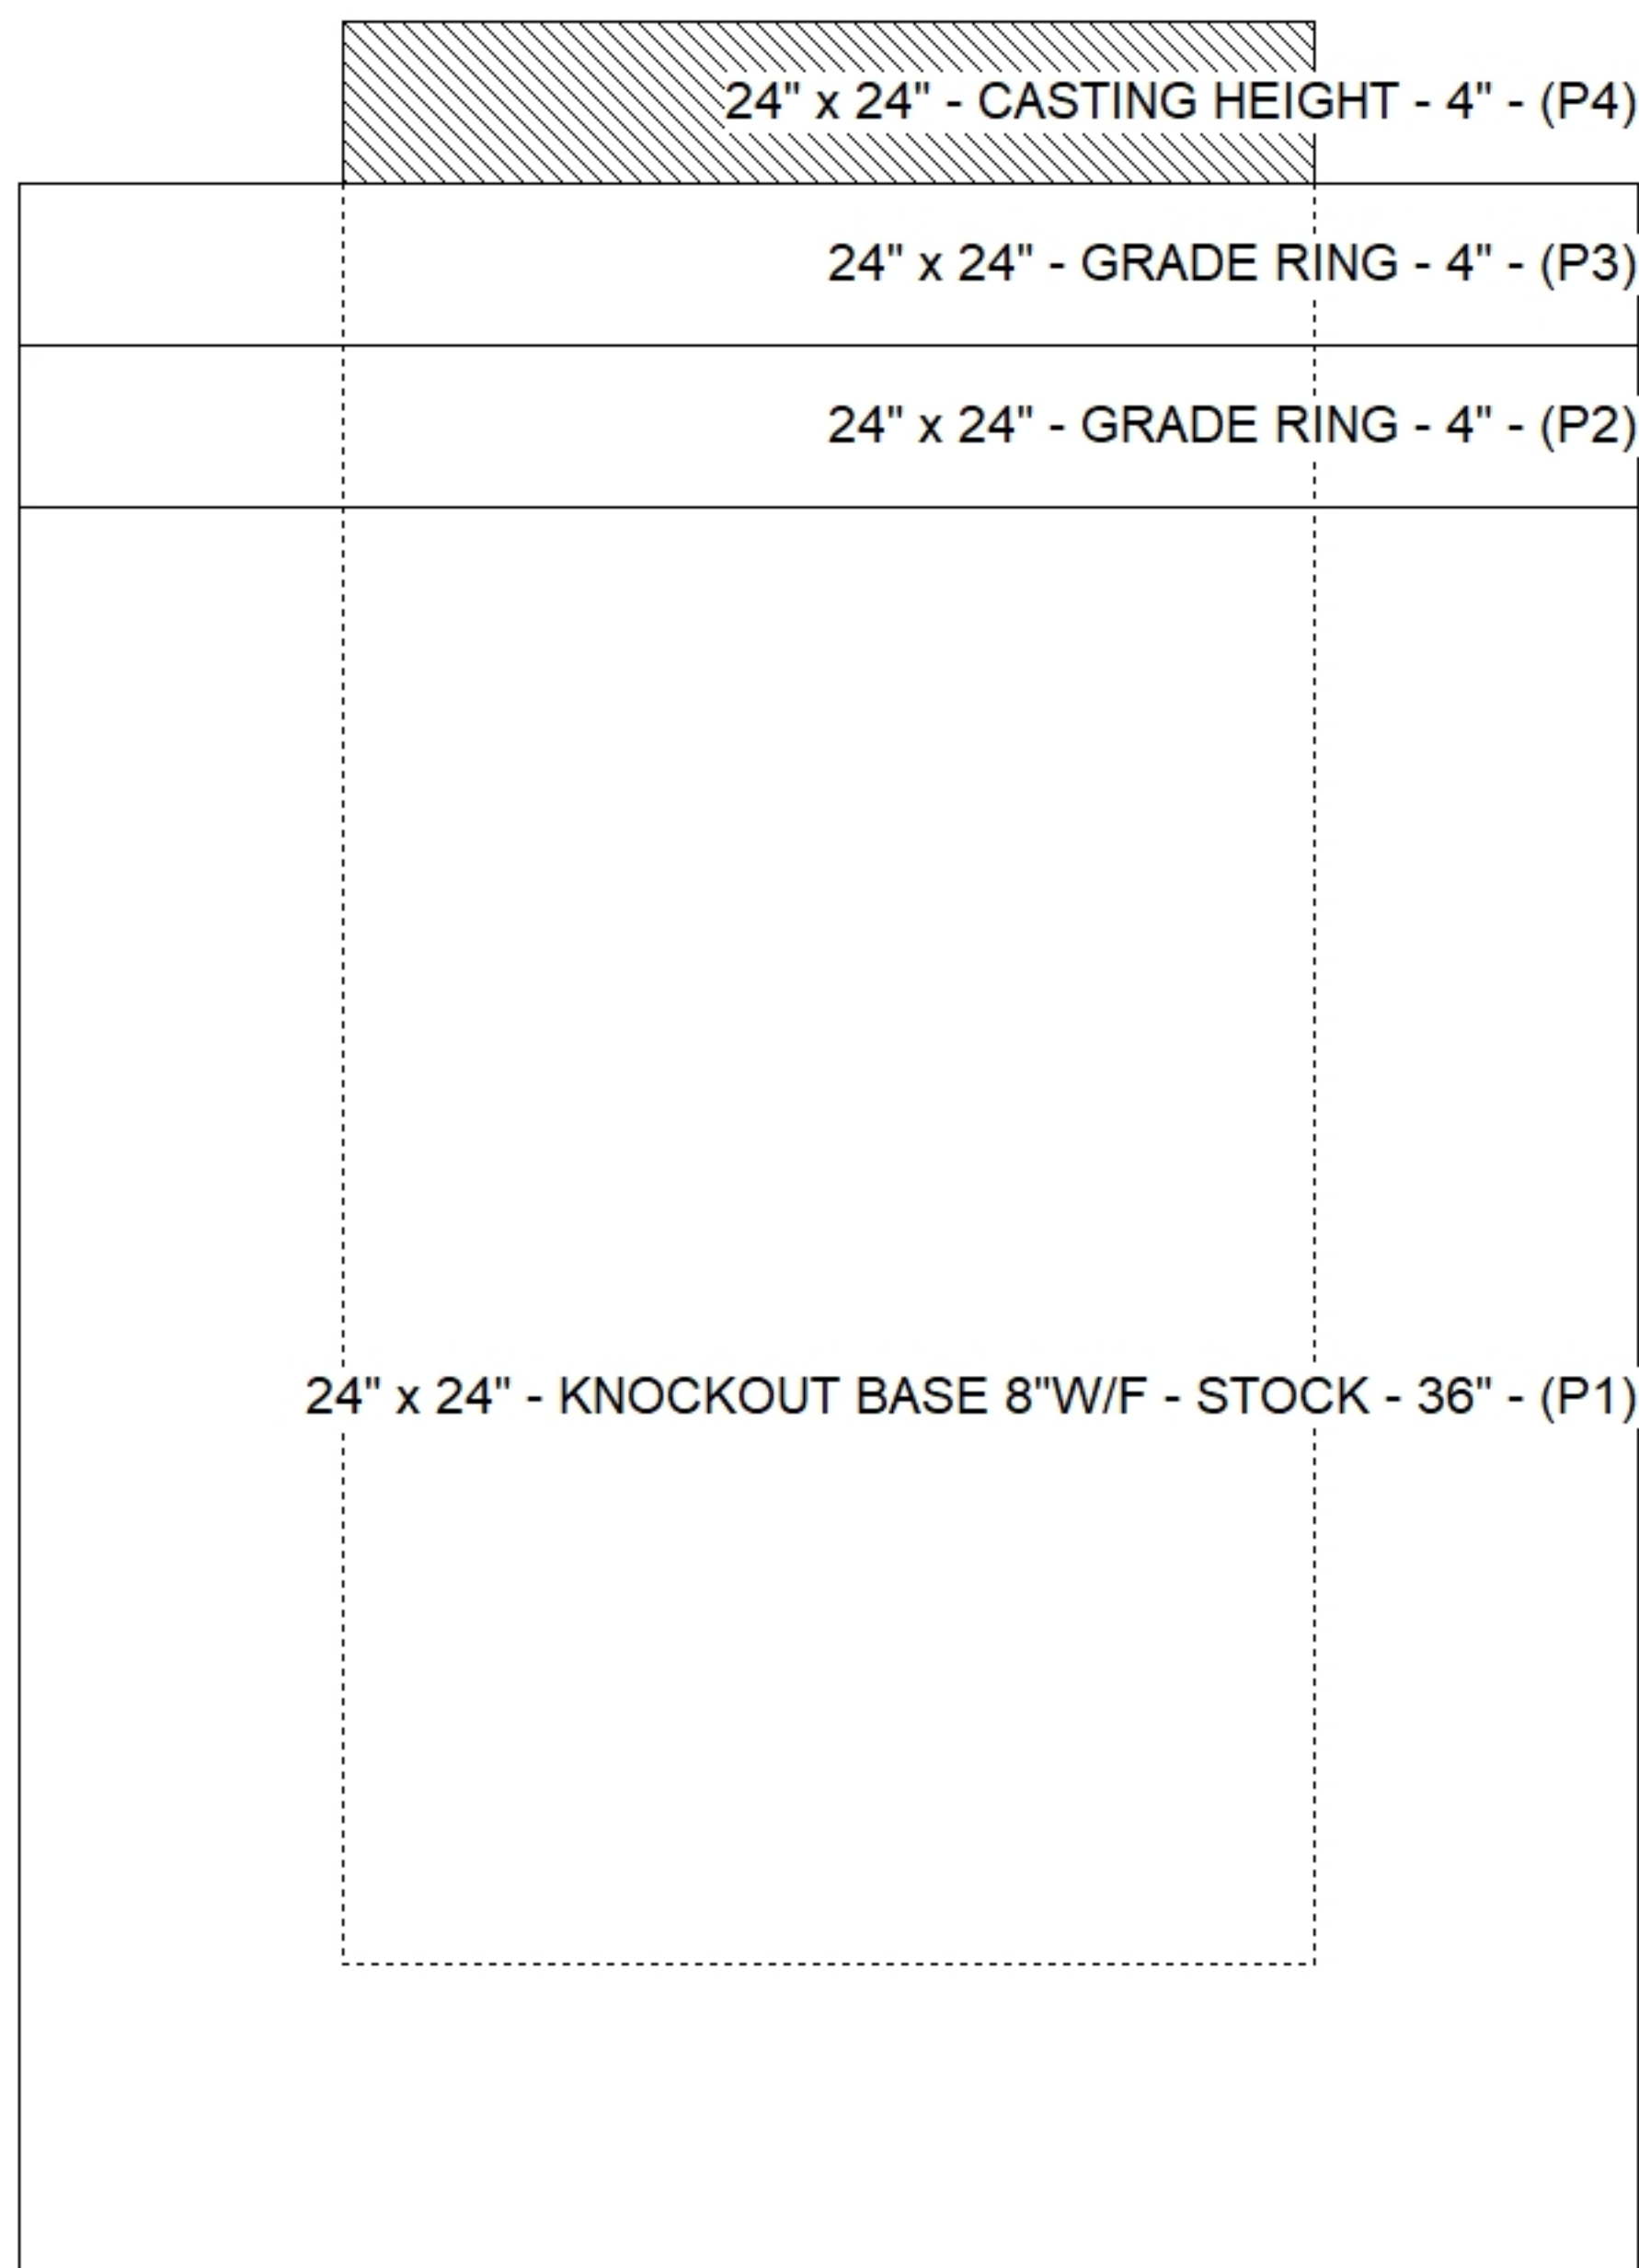 24" x 24" - CASTING HEIGHT - 4" - (P4)
24" x 24" - GRADE RING - 4" - (P3)
24" x 24" - GRADE RING - 4" - (P2)
24" x 24" - KNOCKOUT BASE 8"W/F - STOCK - 36" - (P1)